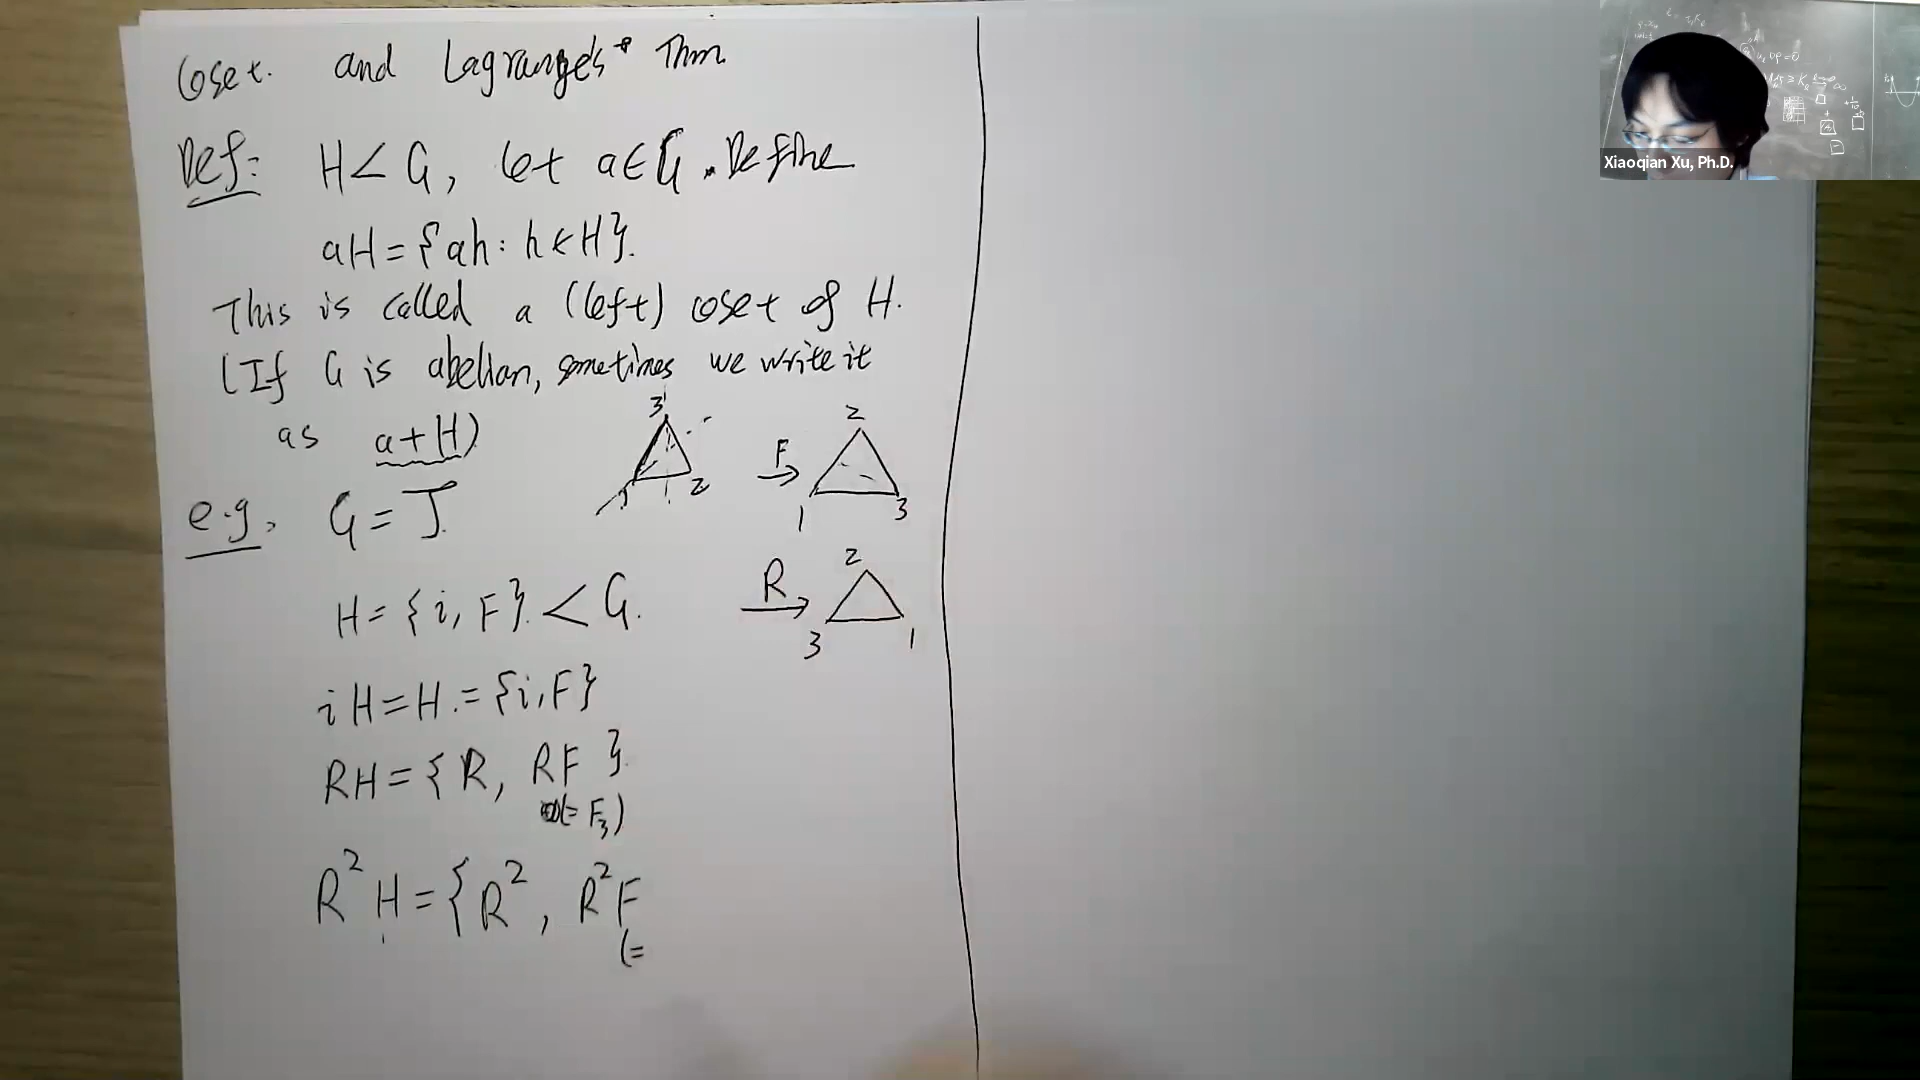 Coset. and Lagrange's Thm.
Def: H < G, let a ∈ G. Define
aH = {ah : h ∈ H}.
This is called a (left) coset of H.
(If G is abelian, sometimes we write it
as a + H)
3
1 2
F
2
1 3
e.g. G = T.
H = {i, F} < G.
R
2
3 1
iH = H. = {i, F}
RH = {R, RF}.
(= F₃)
R²H = {R², R²F
(=
Xiaoqian Xu, Ph.D.